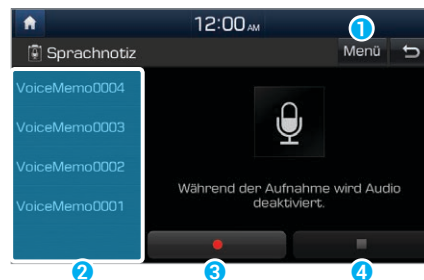 12:00 AM
1
Sprachnotiz
Menü
VoiceMemo0004
VoiceMemo0003
VoiceMemo0002
VoiceMemo0001
Während der Aufnahme wird Audio
deaktiviert.
2
3
4